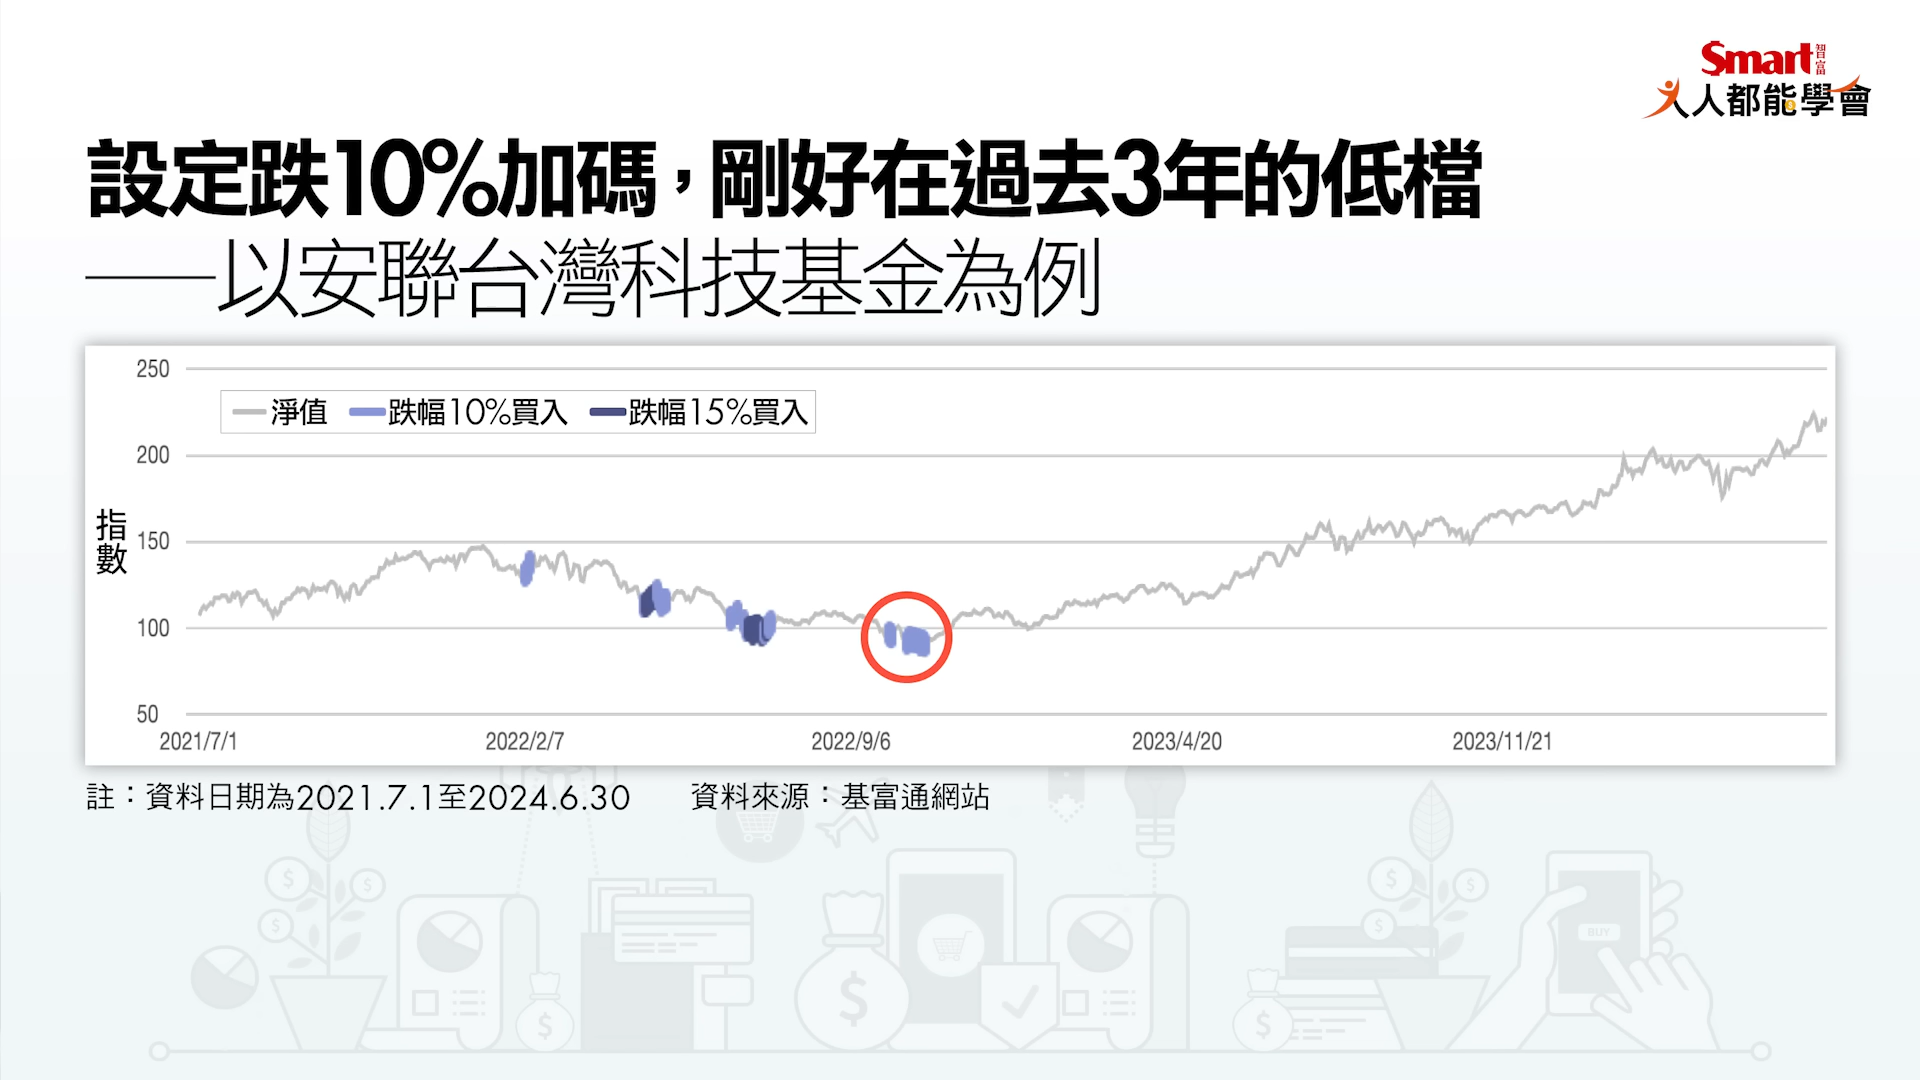 Smart智富
人人都能學會
設定跌10%加碼，剛好在過去3年的低檔
——以安聯台灣科技基金為例
250
淨值 跌幅10%買入 跌幅15%買入
200
指數
150
100
50
2021/7/1 2022/2/7 2022/9/6 2023/4/20 2023/11/21
註：資料日期為2021.7.1至2024.6.30 資料來源：基富通網站
BUY